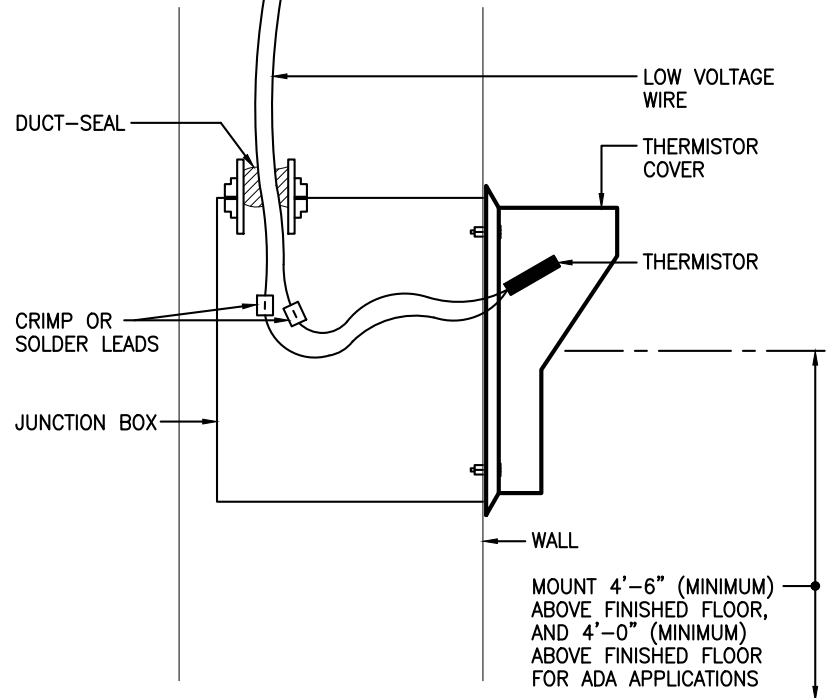 LOW VOLTAGE
WIRE
DUCT-SEAL
THERMISTOR
COVER
THERMISTOR
CRIMP OR
SOLDER LEADS
JUNCTION BOX
WALL
MOUNT 4'-6" (MINIMUM)
ABOVE FINISHED FLOOR,
AND 4'-0" (MINIMUM)
ABOVE FINISHED FLOOR
FOR ADA APPLICATIONS